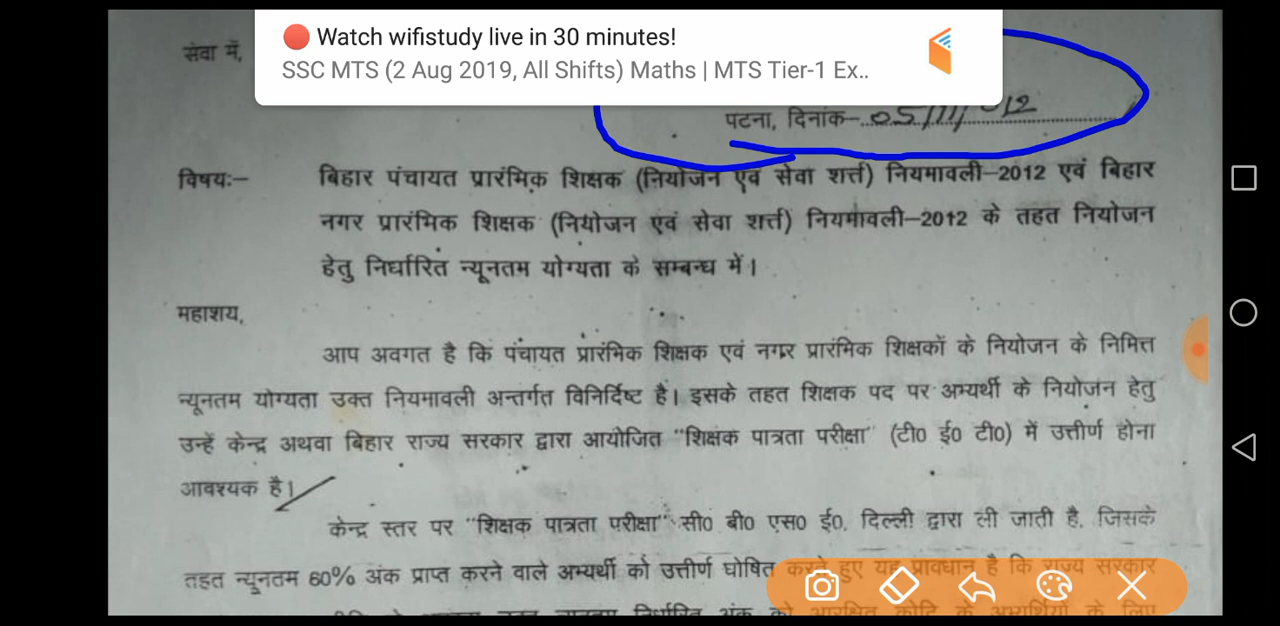 Watch wifistudy live in 30 minutes!
SSC MTS (2 Aug 2019, All Shifts) Maths | MTS Tier-1 Ex..
सेवा में,
पटना, दिनांक-
विषयः— बिहार पंचायत प्रारंभिक शिक्षक (नियोजन एवं सेवा शर्त्त) नियमावली–2012 एवं बिहार
नगर प्रारंभिक शिक्षक (नियोजन एवं सेवा शर्त्त) नियमावली–2012 के तहत नियोजन
हेतु निर्धारित न्यूनतम योग्यता के सम्बन्ध में।
महाशय,
आप अवगत है कि पंचायत प्रारंभिक शिक्षक एवं नगर प्रारंभिक शिक्षकों के नियोजन के निमित्त
न्यूनतम योग्यता उक्त नियमावली अन्तर्गत विनिर्दिष्ट है। इसके तहत शिक्षक पद पर अभ्यर्थी के नियोजन हेतु
उन्हें केन्द्र अथवा बिहार राज्य सरकार द्वारा आयोजित "शिक्षक पात्रता परीक्षा" (टी0 ई0 टी0) में उत्तीर्ण होना
आवश्यक है।
केन्द्र स्तर पर "शिक्षक पात्रता परीक्षा" सी0 बी0 एस0 ई0, दिल्ली द्वारा ली जाती है, जिसके
तहत न्यूनतम 60% अंक प्राप्त करने वाले अभ्यर्थी को उत्तीर्ण घोषित करते हुए यह प्रावधान है कि राज्य सरकार
निर्धारित अंक को आरक्षित कोटि के अभ्यर्थियों के लिए